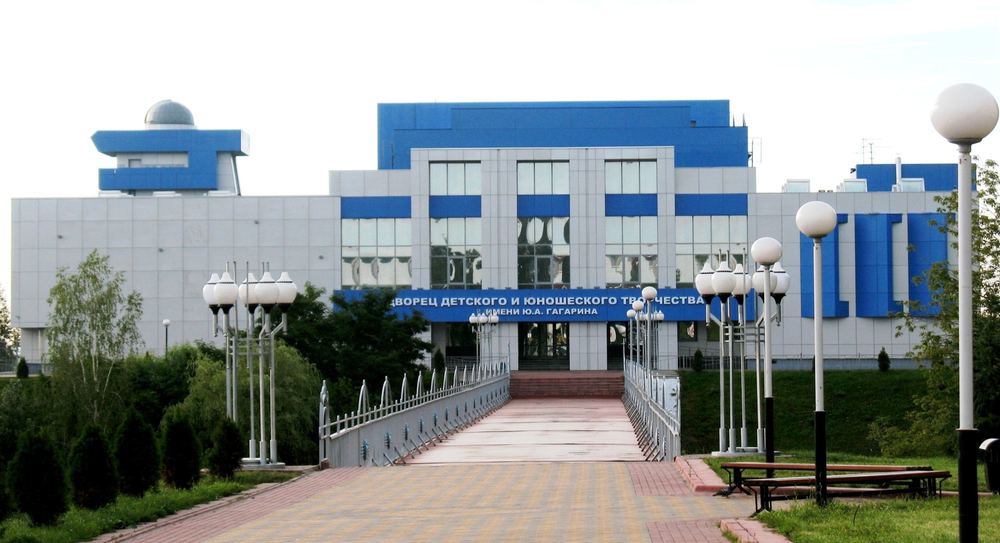 ДВОРЕЦ ДЕТСКОГО И ЮНОШЕСКОГО ТВОРЧЕСТВА
ИМЕНИ Ю.А. ГАГАРИНА